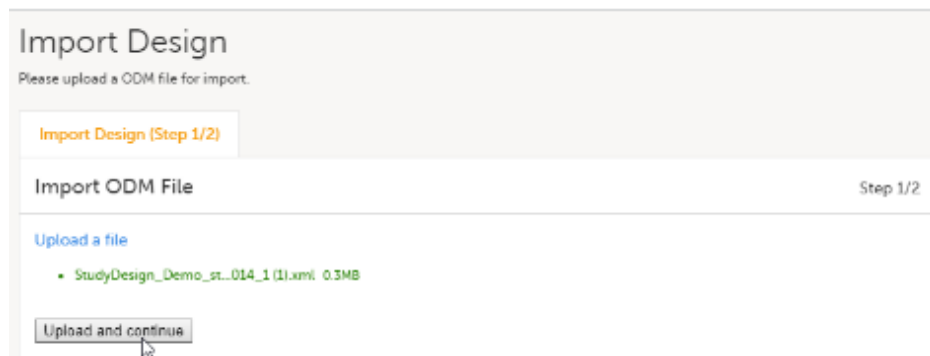 Import Design
Please upload a ODM file for import.
Import Design (Step 1/2)
Import ODM File
Step 1/2
Upload a file
StudyDesign_Demo_st...014_1 (1).xml 0.3MB
Upload and continue